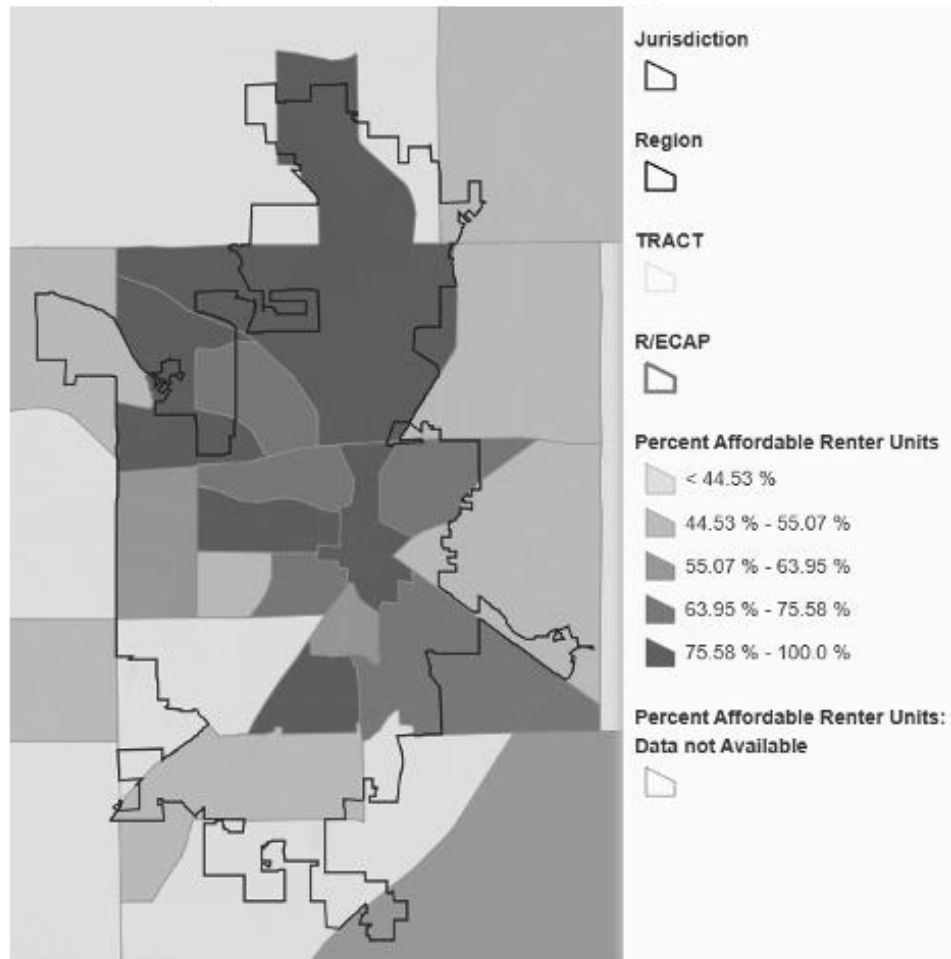 Jurisdiction
Region
TRACT
R/ECAP
Percent Affordable Renter Units
< 44.53 %
44.53 % - 55.07 %
55.07 % - 63.95 %
63.95 % - 75.58 %
75.58 % - 100.0 %
Percent Affordable Renter Units:
Data not Available